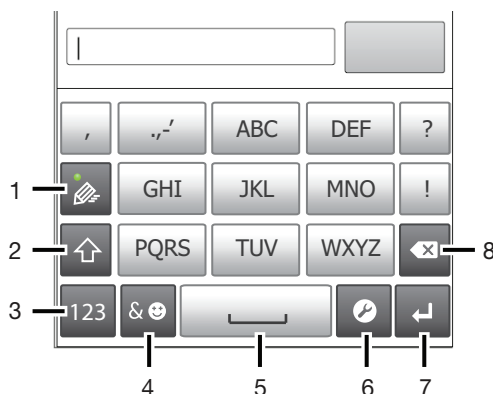 , .,-′ ABC DEF ?
1 GHI JKL MNO !
2 PQRS TUV WXYZ 8
3 123 &
4 5 6 7